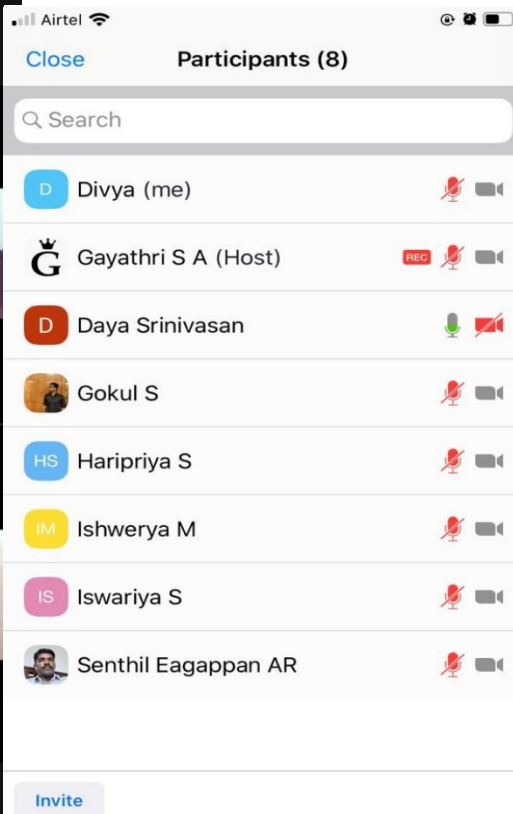 Airtel
Close Participants (8)
Search
D Divya (me)
G Gayathri S A (Host) REC
D Daya Srinivasan
Gokul S
HS Haripriya S
IM Ishwerya M
IS Iswariya S
Senthil Eagappan AR
Invite